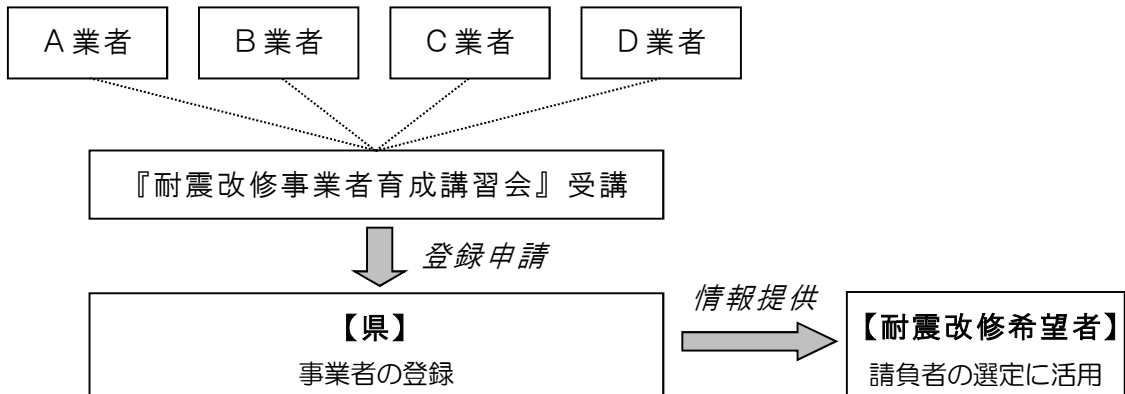 A業者
B業者
C業者
D業者
『耐震改修事業者育成講習会』受講
登録申請
【県】
事業者の登録
情報提供
【耐震改修希望者】
請負者の選定に活用